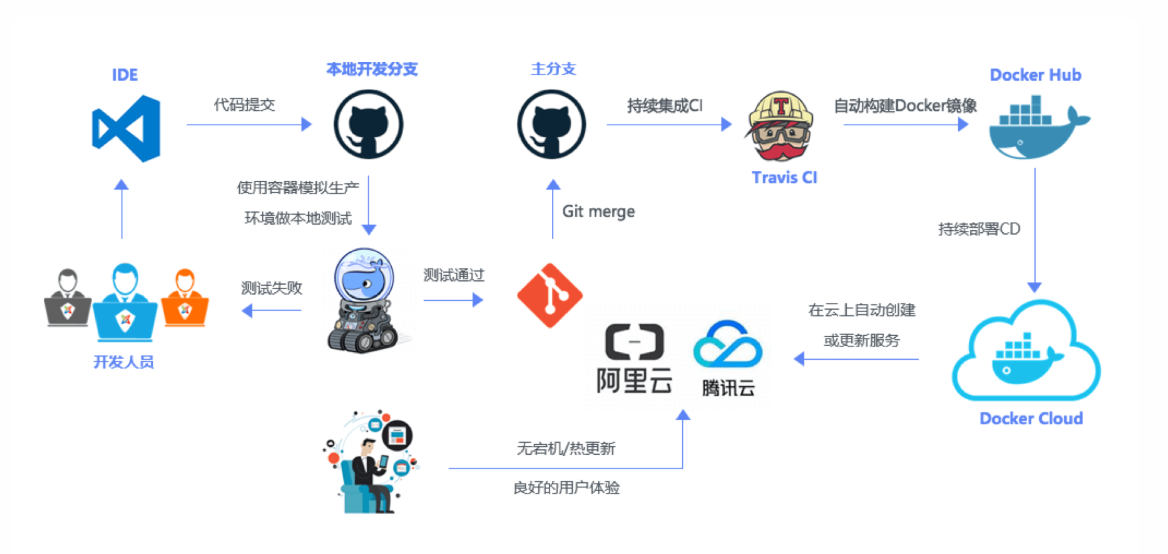 IDE
代码提交
本地开发分支
主分支
持续集成CI
Travis CI
自动构建Docker镜像
Docker Hub
使用容器模拟生产
环境做本地测试
Git merge
持续部署CD
开发人员
测试失败
测试通过
阿里云
腾讯云
在云上自动创建
或更新服务
Docker Cloud
无宕机/热更新
良好的用户体验